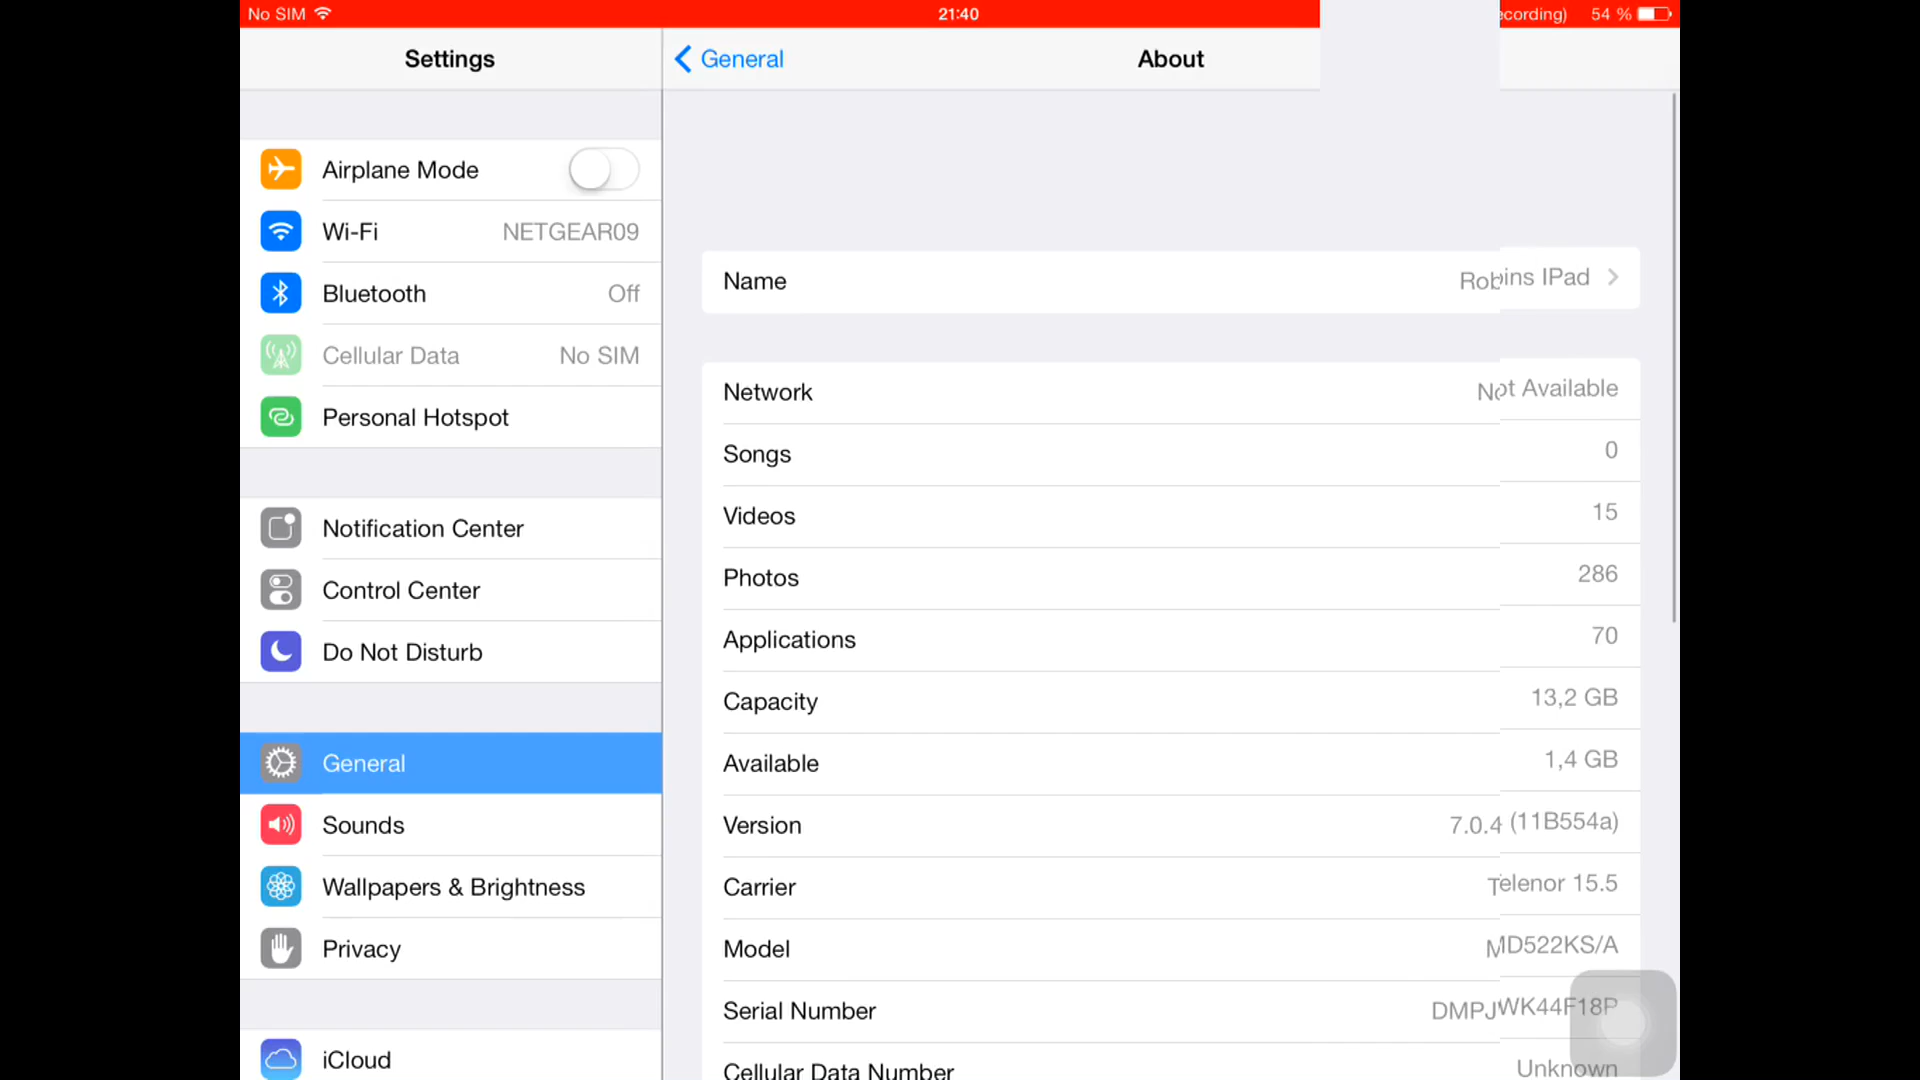 No SIM 21:40 ecording) 54 %
Settings
General About
Airplane Mode
Wi-Fi NETGEAR09
Bluetooth Off
Cellular Data No SIM
Personal Hotspot
Notification Center
Control Center
Do Not Disturb
General
Sounds
Wallpapers & Brightness
Privacy
iCloud
Name Robins IPad
Network Not Available
Songs 0
Videos 15
Photos 286
Applications 70
Capacity 13,2 GB
Available 1,4 GB
Version 7.0.4 (11B554a)
Carrier Telenor 15.5
Model MD522KS/A
Serial Number DMPJWK44F18P
Cellular Data Number Unknown